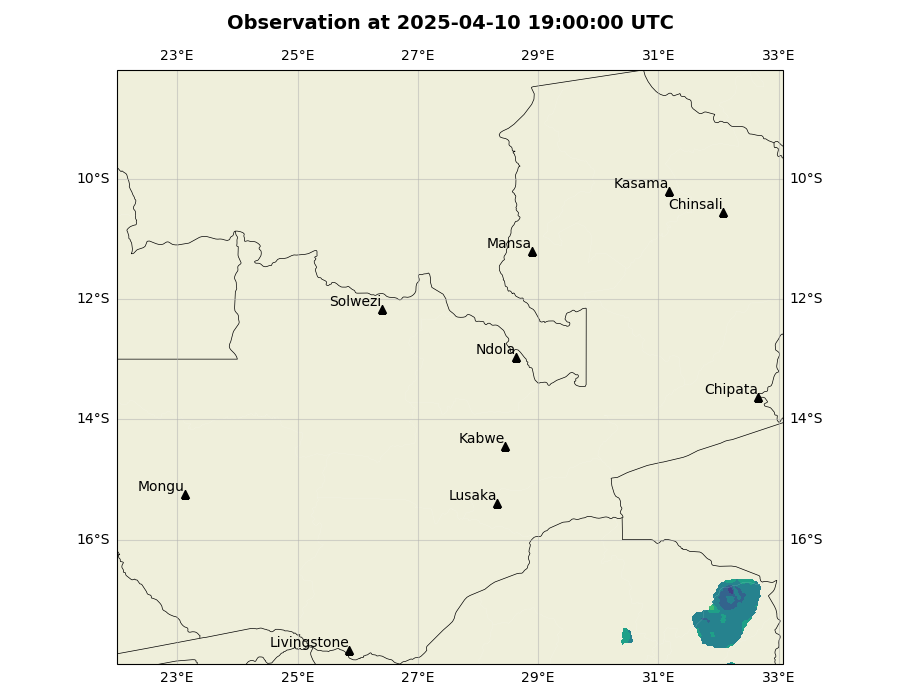 Observation at 2025-04-10 19:00:00 UTC
23°E 25°E 27°E 29°E 31°E 33°E
10°S 10°S
Kasama
Chinsali
Mansa
12°S 12°S
Solwezi
Ndola
Chipata
14°S 14°S
Kabwe
Mongu
Lusaka
16°S 16°S
Livingstone
23°E 25°E 27°E 29°E 31°E 33°E